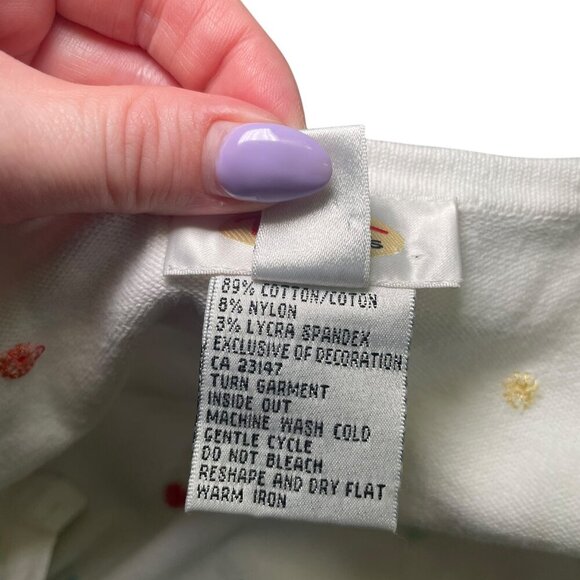 89% COTTON/COTON
8% NYLON
3% LYCRA SPANDEX
EXCLUSIVE OF DECORATION
CA 23147
TURN GARMENT
INSIDE OUT
MACHINE WASH COLD
GENTLE CYCLE
DO NOT BLEACH
RESHAPE AND DRY FLAT
WARM IRON